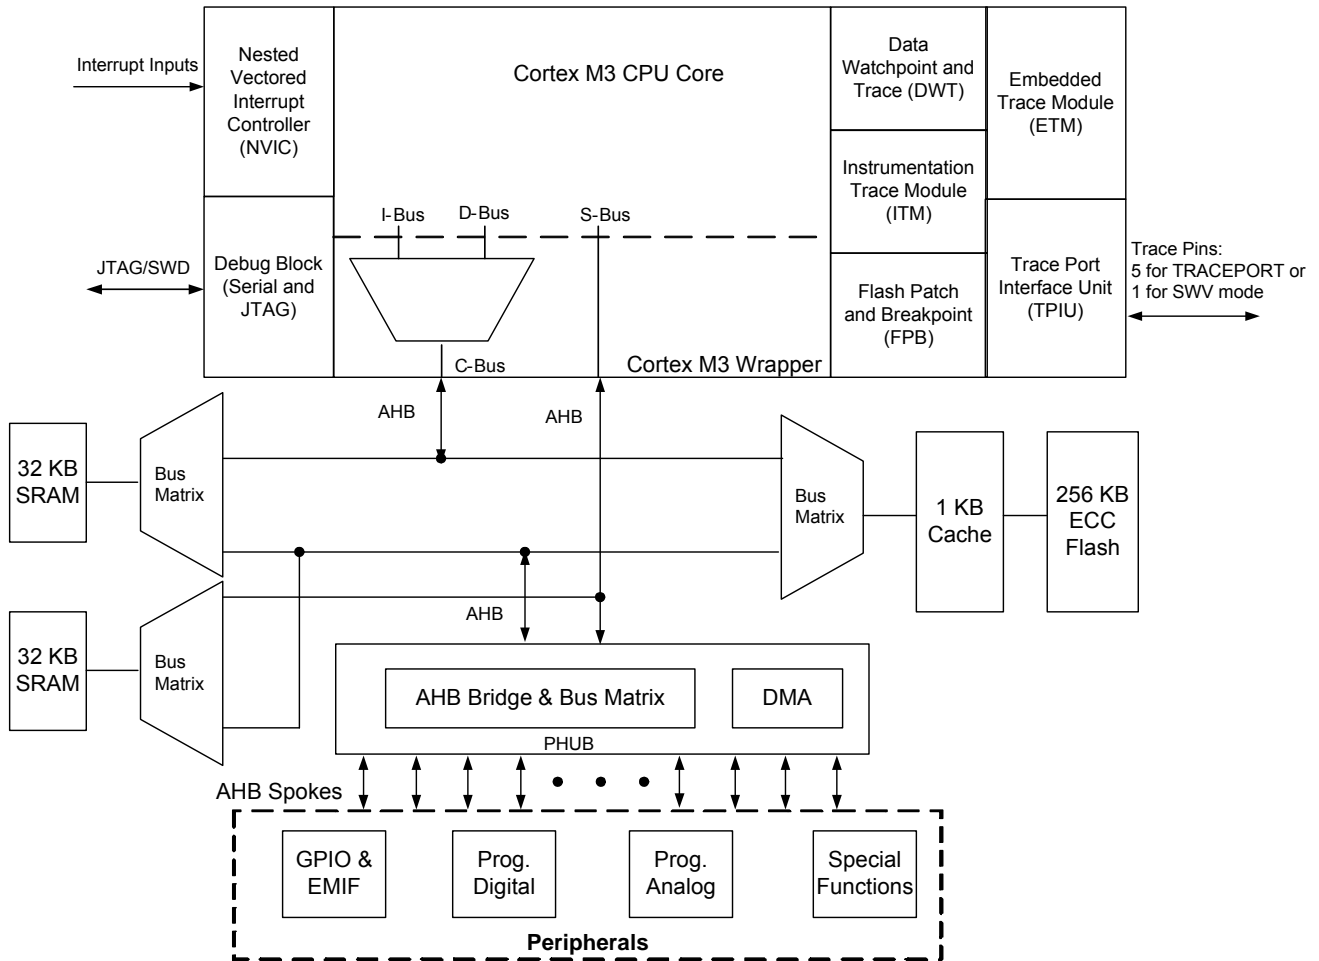 Interrupt Inputs
Nested
Vectored
Interrupt
Controller
(NVIC)
Cortex M3 CPU Core
Data
Watchpoint and
Trace (DWT)
Embedded
Trace Module
(ETM)
Instrumentation
Trace Module
(ITM)
I-Bus
D-Bus
S-Bus
JTAG/SWD
Debug Block
(Serial and
JTAG)
Flash Patch
and Breakpoint
(FPB)
Trace Port
Interface Unit
(TPIU)
Trace Pins:
5 for TRACEPORT or
1 for SWV mode
C-Bus
Cortex M3 Wrapper
AHB
AHB
32 KB
SRAM
Bus
Matrix
Bus
Matrix
1 KB
Cache
256 KB
ECC
Flash
AHB
32 KB
SRAM
Bus
Matrix
AHB Bridge & Bus Matrix
DMA
PHUB
AHB Spokes
GPIO &
EMIF
Prog.
Digital
Prog.
Analog
Special
Functions
Peripherals